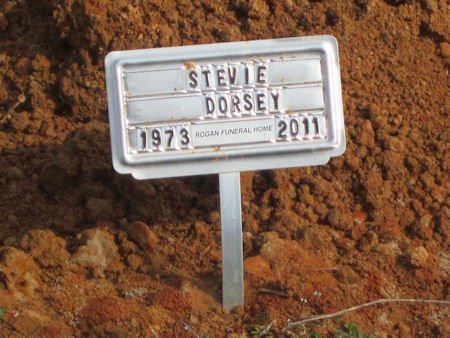 STEVIE
DORSEY
1973 ROGAN FUNERAL HOME 2011